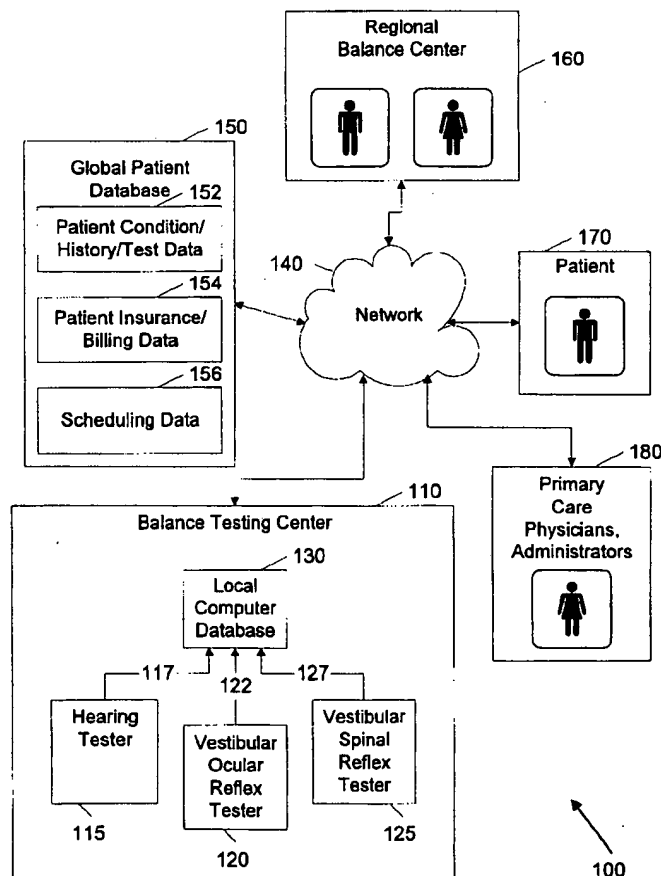 Regional
Balance Center
160
150
Global Patient
Database
152
Patient Condition/
History/Test Data
154
Patient Insurance/
Billing Data
156
Scheduling Data
140
Network
170
Patient
180
Primary
Care
Physicians,
Administrators
110
Balance Testing Center
130
Local
Computer
Database
117
122
127
Hearing
Tester
115
Vestibular
Ocular
Reflex
Tester
120
Vestibular
Spinal
Reflex
Tester
125
100